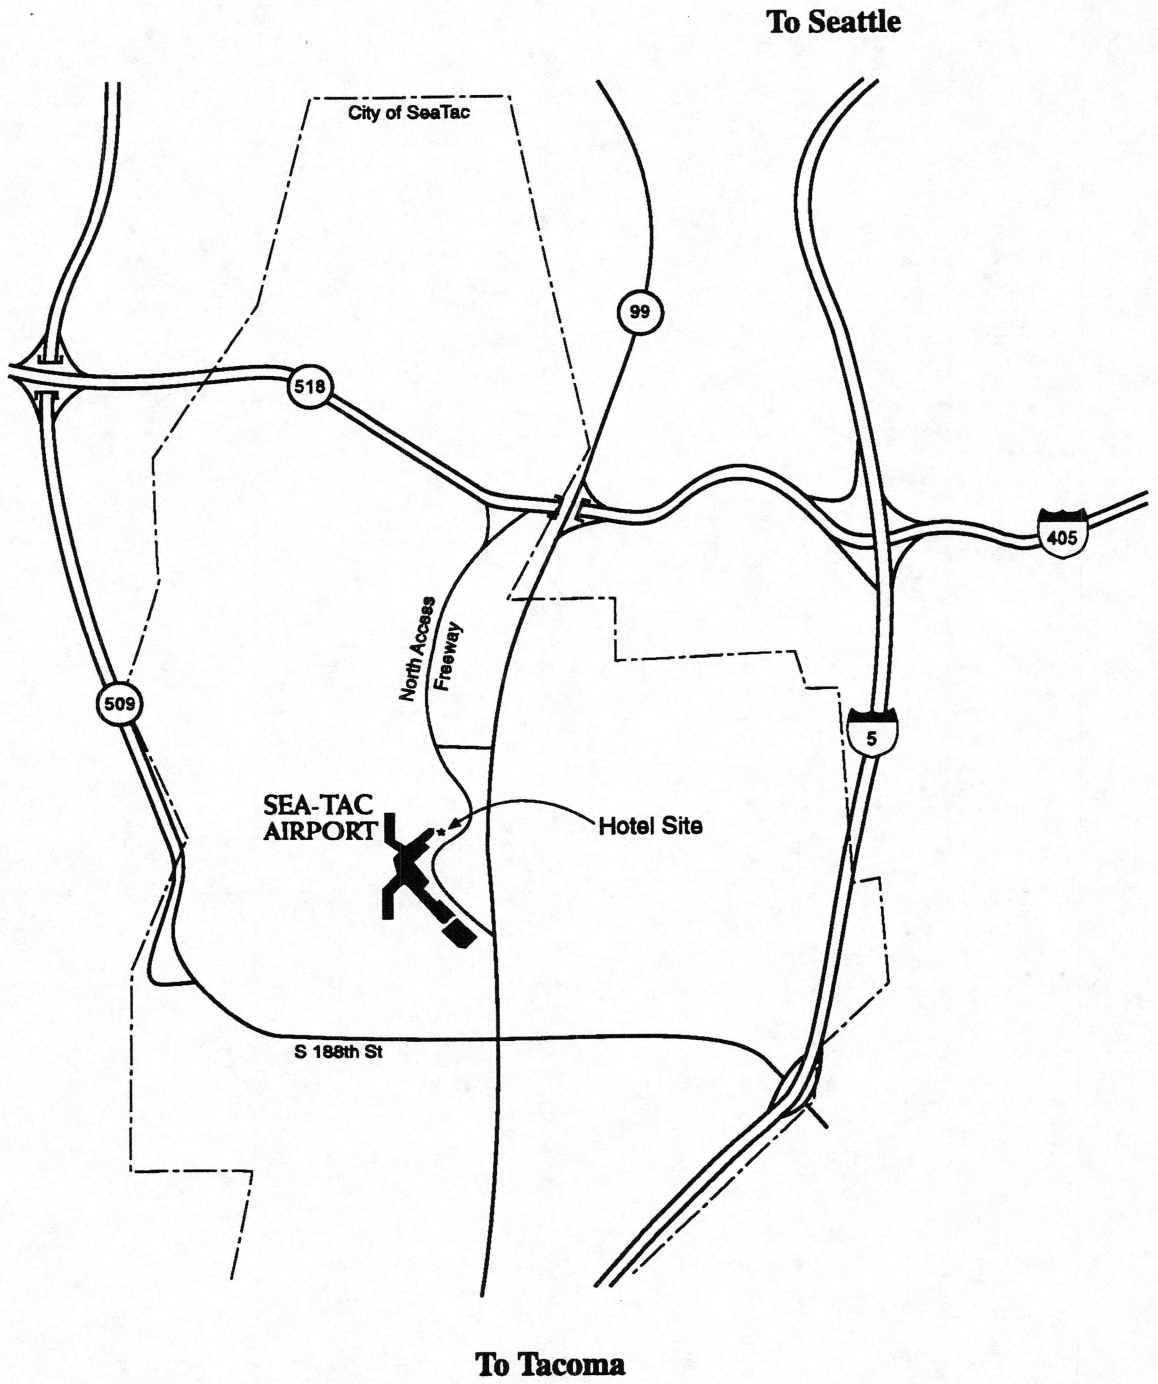 To Seattle
City of SeaTac
99
518
405
North Access
Freeway
509
5
SEA-TAC
AIRPORT
* Hotel Site
S 188th St
To Tacoma